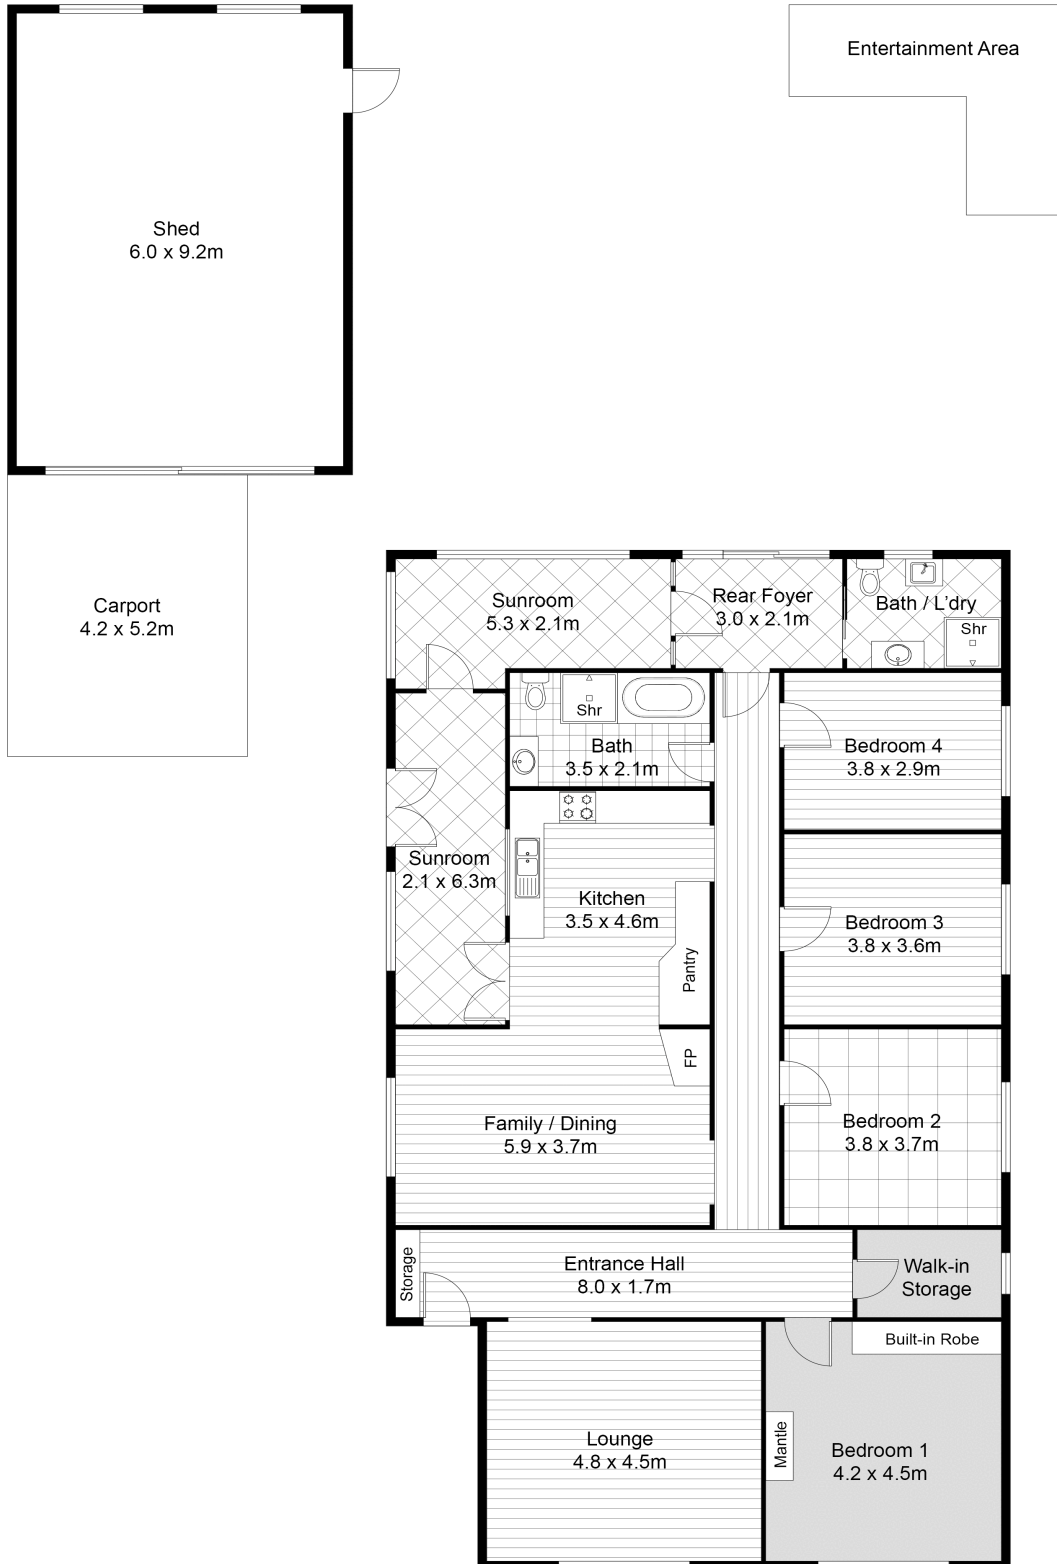 Entertainment Area
Shed
6.0 x 9.2m
Carport
4.2 x 5.2m
Sunroom
5.3 x 2.1m
Rear Foyer
3.0 x 2.1m
Bath / L'dry
Shr
Shr
Bath
3.5 x 2.1m
Bedroom 4
3.8 x 2.9m
Sunroom
2.1 x 6.3m
Kitchen
3.5 x 4.6m
Pantry
Bedroom 3
3.8 x 3.6m
FP
Family / Dining
5.9 x 3.7m
Bedroom 2
3.8 x 3.7m
Storage
Entrance Hall
8.0 x 1.7m
Walk-in
Storage
Built-in Robe
Lounge
4.8 x 4.5m
Mantle
Bedroom 1
4.2 x 4.5m